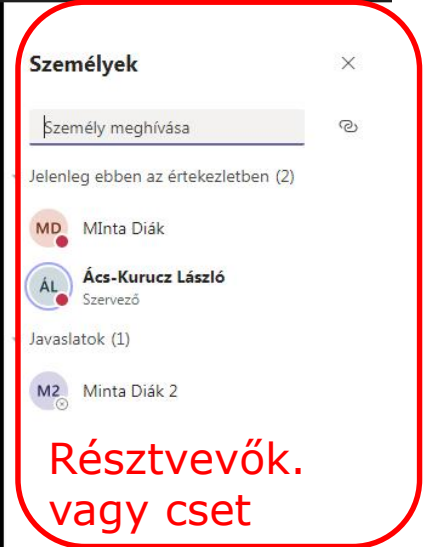 Személyek
Személy meghívása
Jelenleg ebben az értekezletben (2)
MD MInta Diák
ÁL Ács-Kurucz László
Szervező
Javaslatok (1)
M2 Minta Diák 2
Résztvevők.
vagy cset